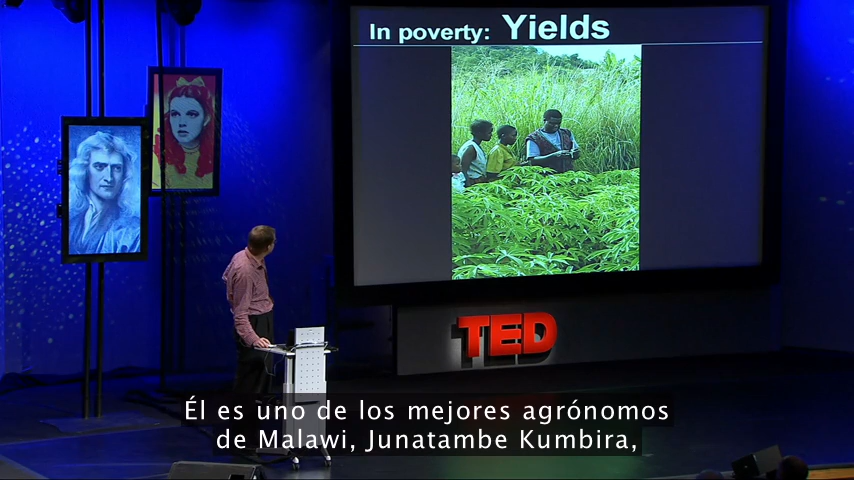 In poverty: Yields
TED
Él es uno de los mejores agrónomos
de Malawi, Junatambe Kumbira,